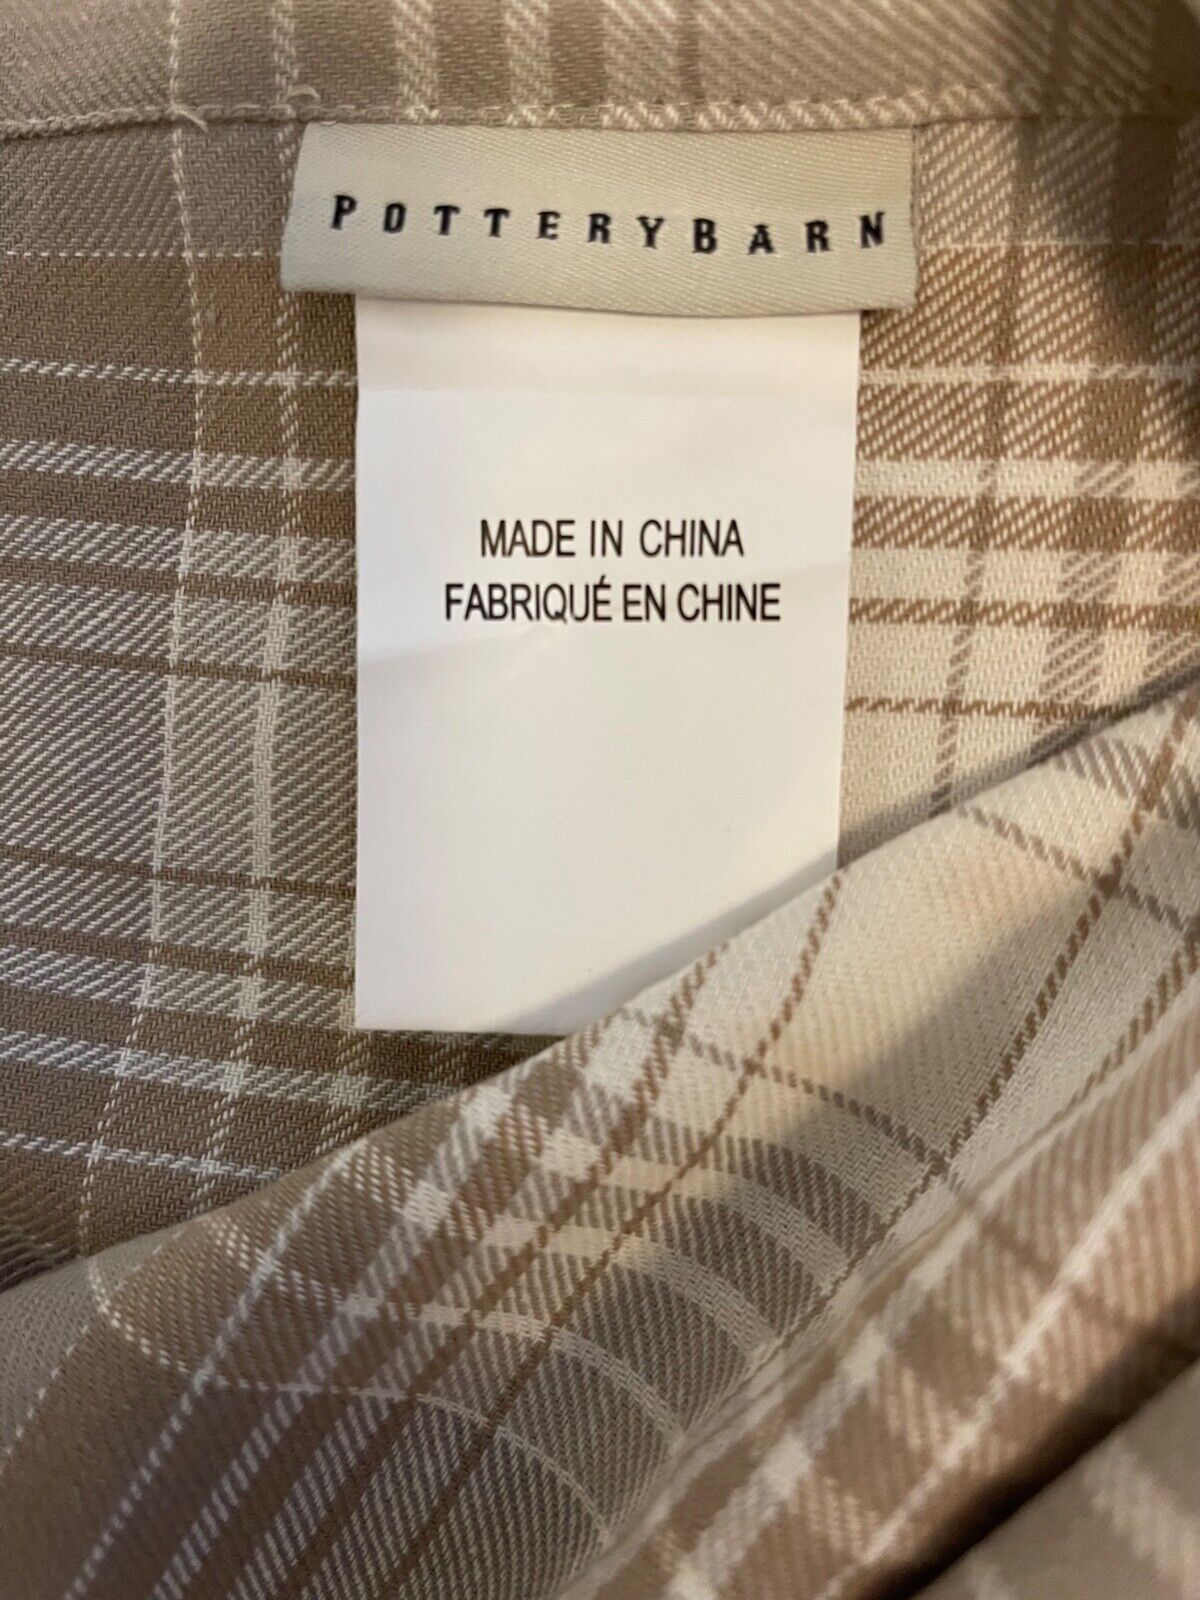 POTTERYBARN
MADE IN CHINA
FABRIQUÉ EN CHINE